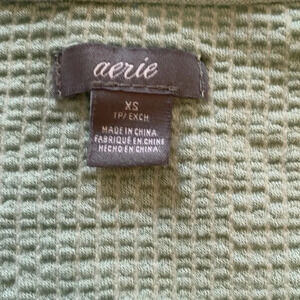 aerie
XS
TP/EXCH
MADE IN CHINA
FABRIQUÉ EN CHINE
HECHO EN CHINA